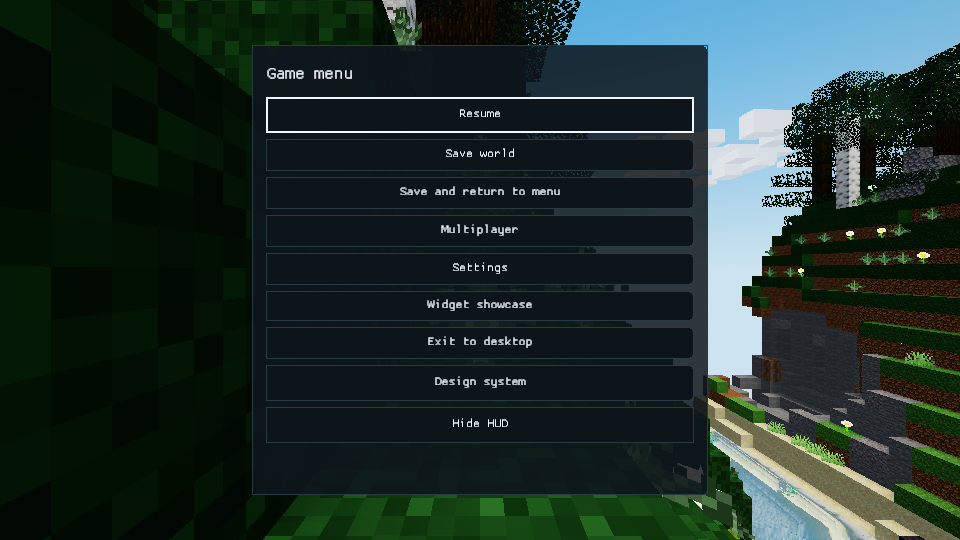 Game menu
Resume
Save world
Save and return to menu
Multiplayer
Settings
Widget showcase
Exit to desktop
Design system
Hide HUD